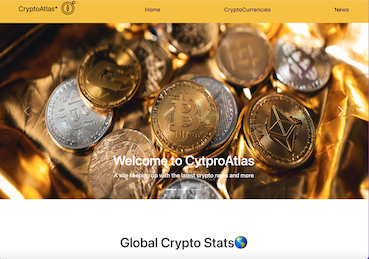 CryptoAtlas*
Home
CryptoCurrencies
News
Welcome to CytproAtlas
A site keeping up with the latest crypto news and more
Global Crypto Stats🌎